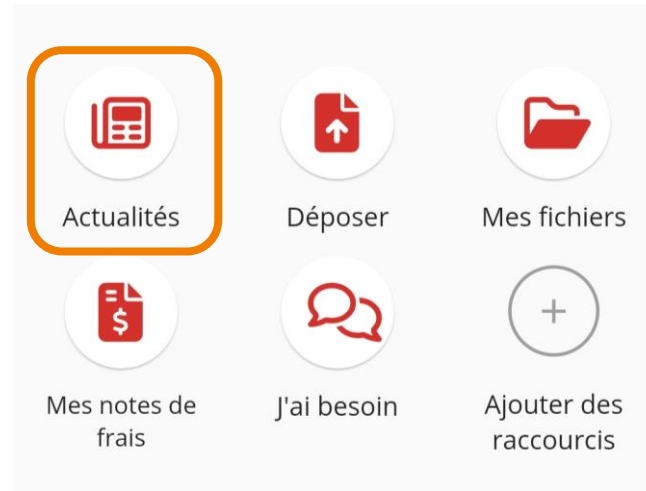 Actualités
Déposer
Mes fichiers
Mes notes de
frais
J'ai besoin
Ajouter des
raccourcis